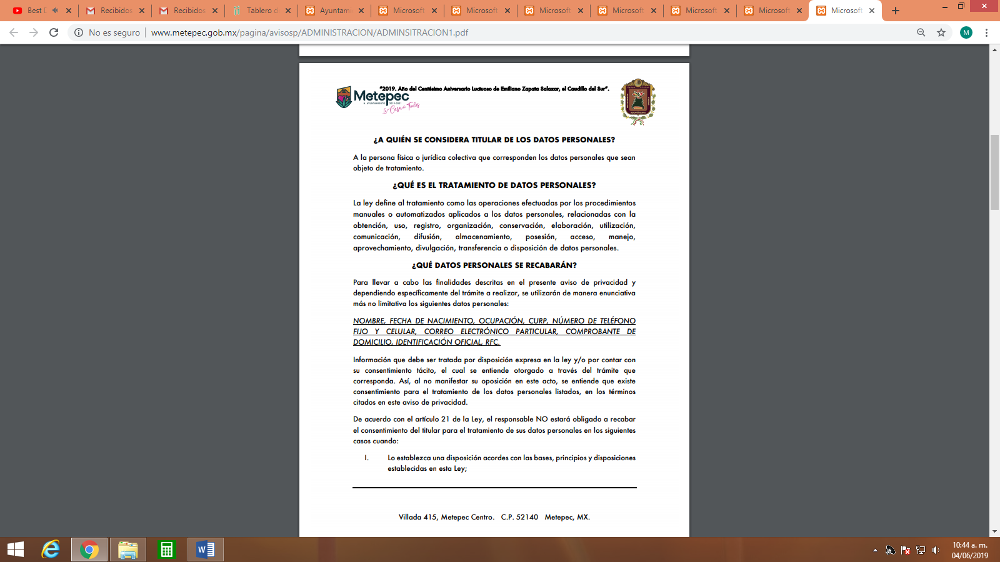 Best D
Recibidos
Recibidos
Tablero d
Ayuntami
Microsoft
Microsoft
Microsoft
Microsoft
Microsoft
Microsoft
Microsoft
No es seguro
www.metepec.gob.mx/pagina/avisosp/ADMINISTRACION/ADMINSITRACION1.pdf
M
"2019. Año del Centésimo Aniversario Luctuoso de Emiliano Zapata Salazar, el Caudillo del Sur".
Metepec
H. AYUNTAMIENTO 2019-2021
La Casa de Todos
¿A QUIÉN SE CONSIDERA TITULAR DE LOS DATOS PERSONALES?
A la persona física o jurídica colectiva que corresponden los datos personales que sean
objeto de tratamiento.
¿QUÉ ES EL TRATAMIENTO DE DATOS PERSONALES?
La ley define al tratamiento como las operaciones efectuadas por los procedimientos
manuales o automatizados aplicados a los datos personales, relacionadas con la
obtención, uso, registro, organización, conservación, elaboración, utilización,
comunicación, difusión, almacenamiento, posesión, acceso, manejo,
aprovechamiento, divulgación, transferencia o disposición de datos personales.
¿QUÉ DATOS PERSONALES SE RECABARÁN?
Para llevar a cabo las finalidades descritas en el presente aviso de privacidad y
dependiendo específicamente del trámite a realizar, se utilizarán de manera enunciativa
más no limitativa los siguientes datos personales:
NOMBRE, FECHA DE NACIMIENTO, OCUPACIÓN, CURP, NÚMERO DE TELÉFONO
FIJO Y CELULAR, CORREO ELECTRÓNICO PARTICULAR, COMPROBANTE DE
DOMICILIO, IDENTIFICACIÓN OFICIAL, RFC.
Información que debe ser tratada por disposición expresa en la ley y/o por contar con
su consentimiento tácito, el cual se entiende otorgado a través del trámite que
corresponda. Así, al no manifestar su oposición en este acto, se entiende que existe
consentimiento para el tratamiento de los datos personales listados, en los términos
citados en este aviso de privacidad.
De acuerdo con el artículo 21 de la Ley, el responsable NO estará obligado a recabar
el consentimiento del titular para el tratamiento de sus datos personales en los siguientes
casos cuando:
I. Lo establezca una disposición acordes con las bases, principios y disposiciones
establecidas en esta Ley;
Villada 415, Metepec Centro. C.P. 52140 Metepec, MX.
10:44 a. m.
04/06/2019